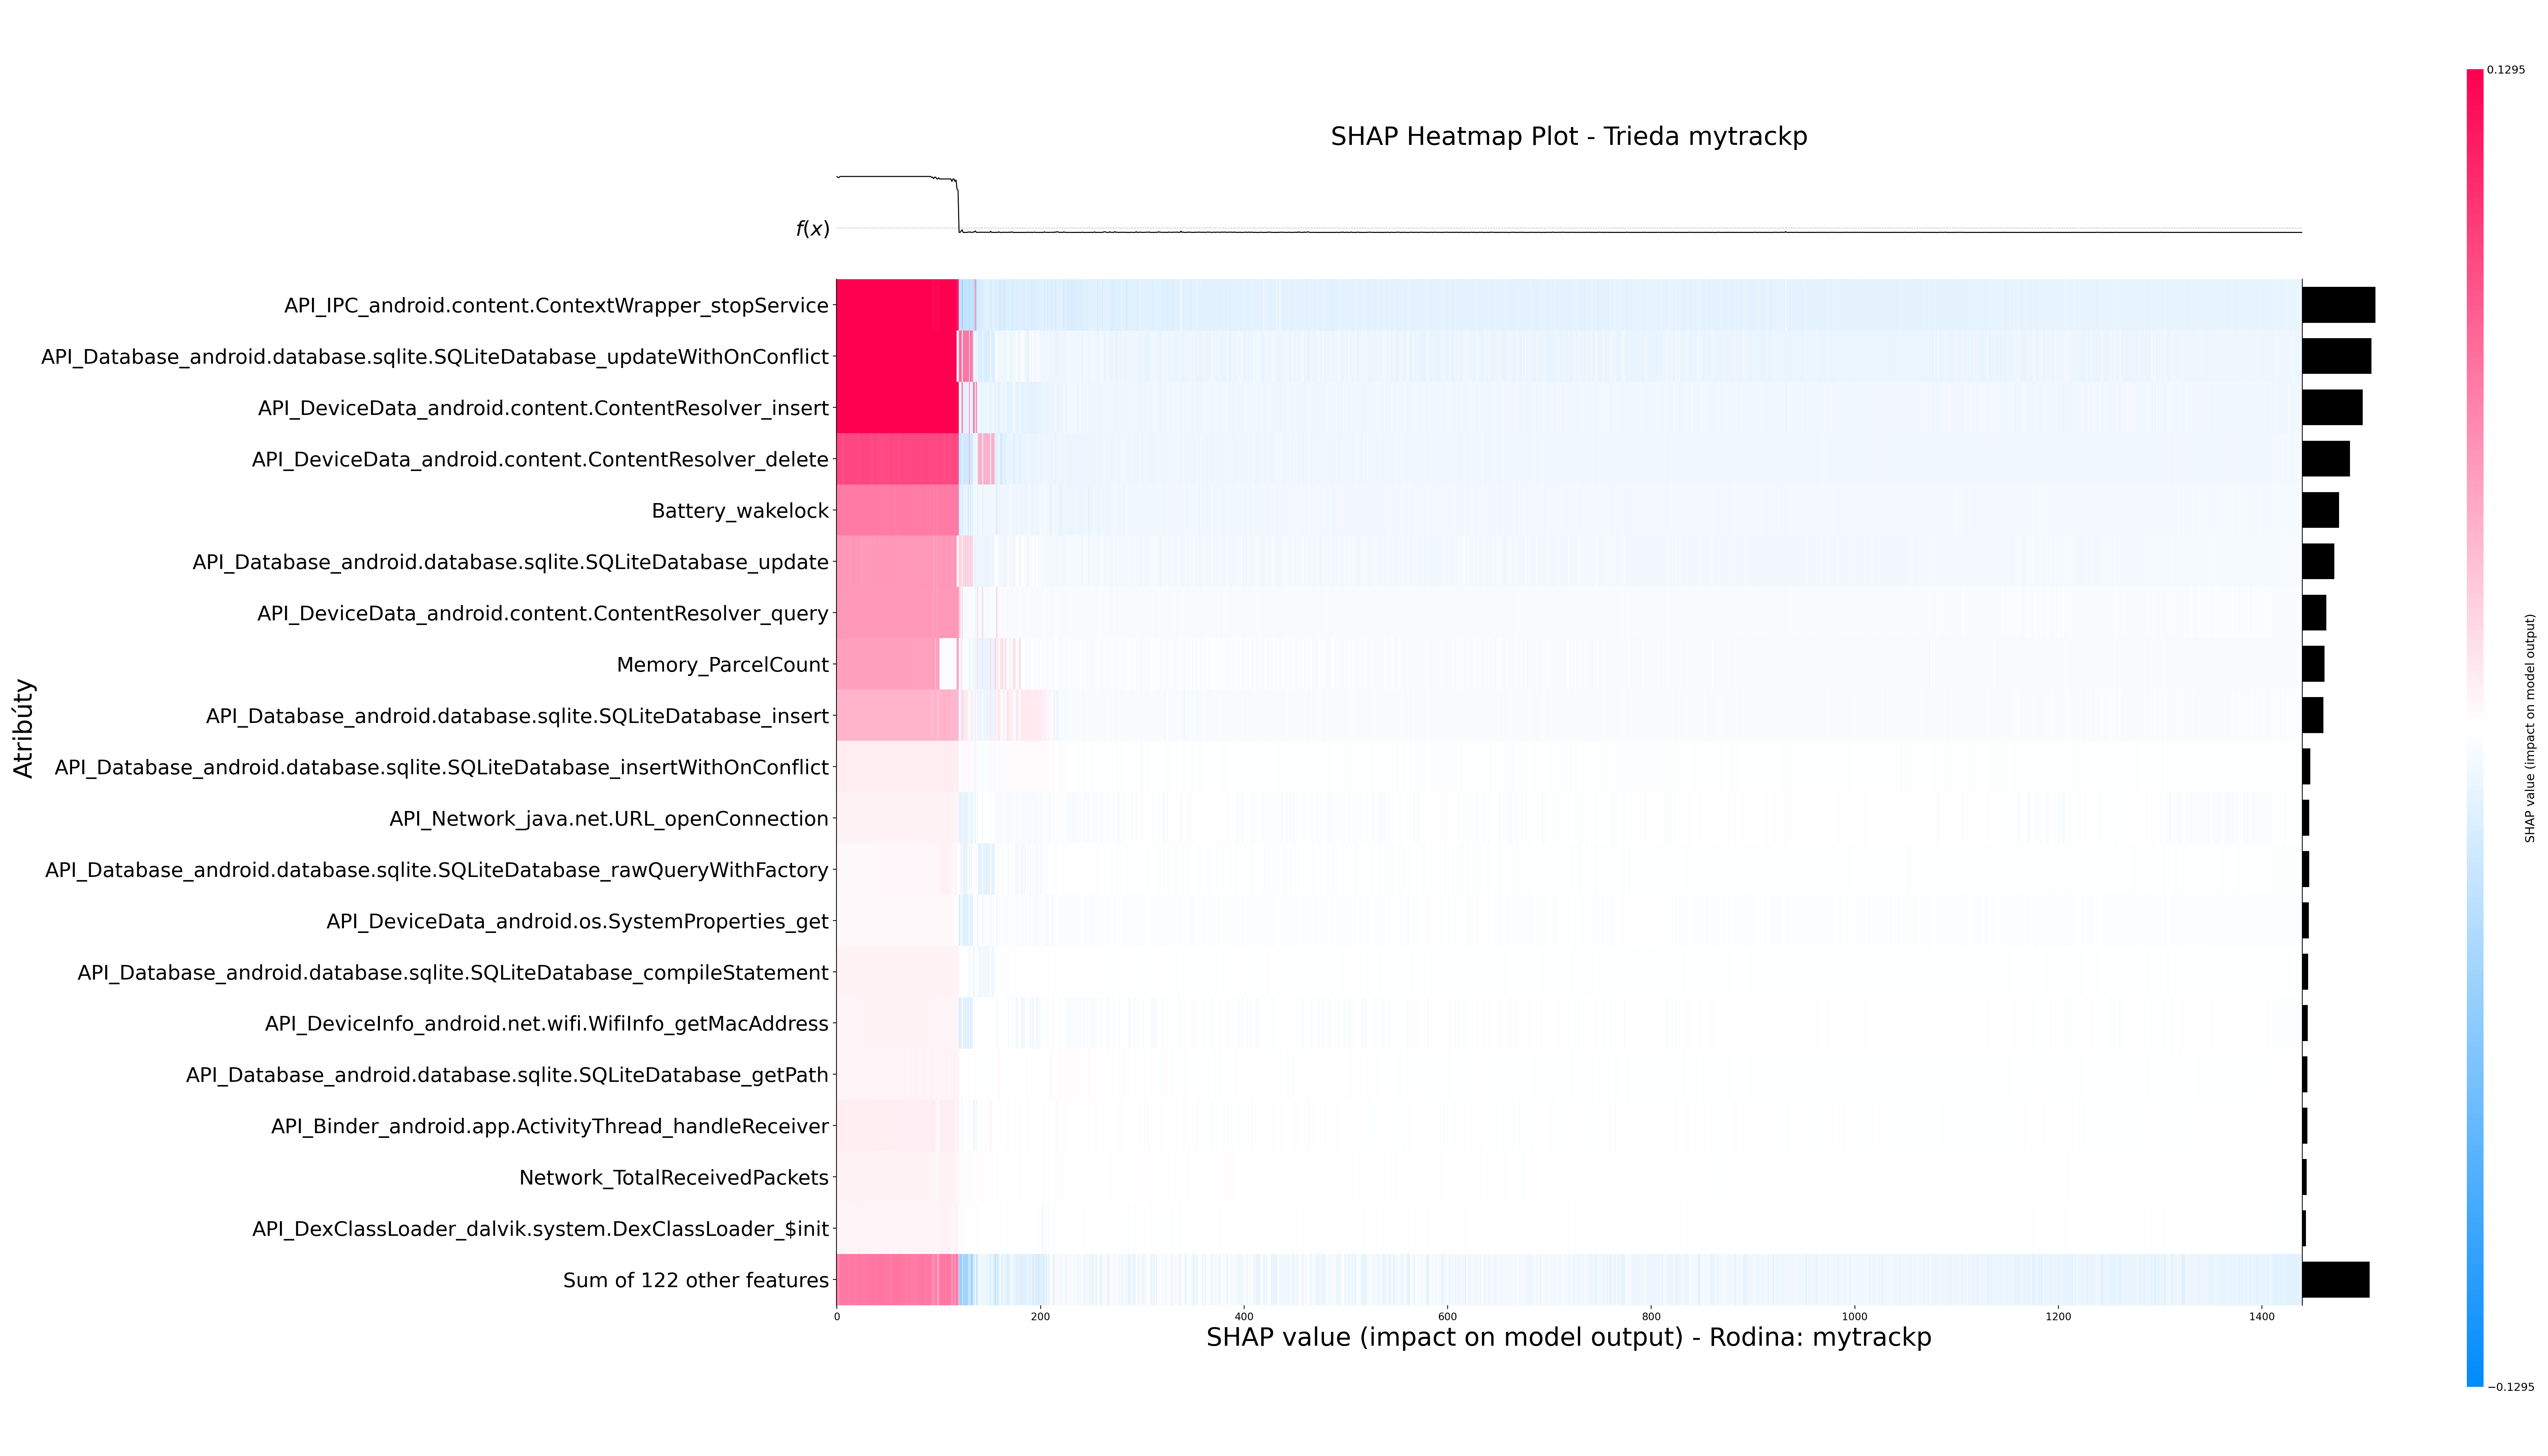 SHAP Heatmap Plot - Trieda mytrackp
f(x)
API_IPC_android.content.ContextWrapper_stopService
API_Database_android.database.sqlite.SQLiteDatabase_updateWithOnConflict
API_DeviceData_android.content.ContentResolver_insert
API_DeviceData_android.content.ContentResolver_delete
Battery_wakelock
API_Database_android.database.sqlite.SQLiteDatabase_update
API_DeviceData_android.content.ContentResolver_query
Memory_ParcelCount
API_Database_android.database.sqlite.SQLiteDatabase_insert
API_Database_android.database.sqlite.SQLiteDatabase_insertWithOnConflict
API_Network_java.net.URL_openConnection
API_Database_android.database.sqlite.SQLiteDatabase_rawQueryWithFactory
API_DeviceData_android.os.SystemProperties_get
API_Database_android.database.sqlite.SQLiteDatabase_compileStatement
API_DeviceInfo_android.net.wifi.WifiInfo_getMacAddress
API_Database_android.database.sqlite.SQLiteDatabase_getPath
API_Binder_android.app.ActivityThread_handleReceiver
Network_TotalReceivedPackets
API_DexClassLoader_dalvik.system.DexClassLoader_$init
Sum of 122 other features
Atribúty
0 200 400 600 800 1000 1200 1400
SHAP value (impact on model output) - Rodina: mytrackp
0.1295
SHAP value (impact on model output)
−0.1295